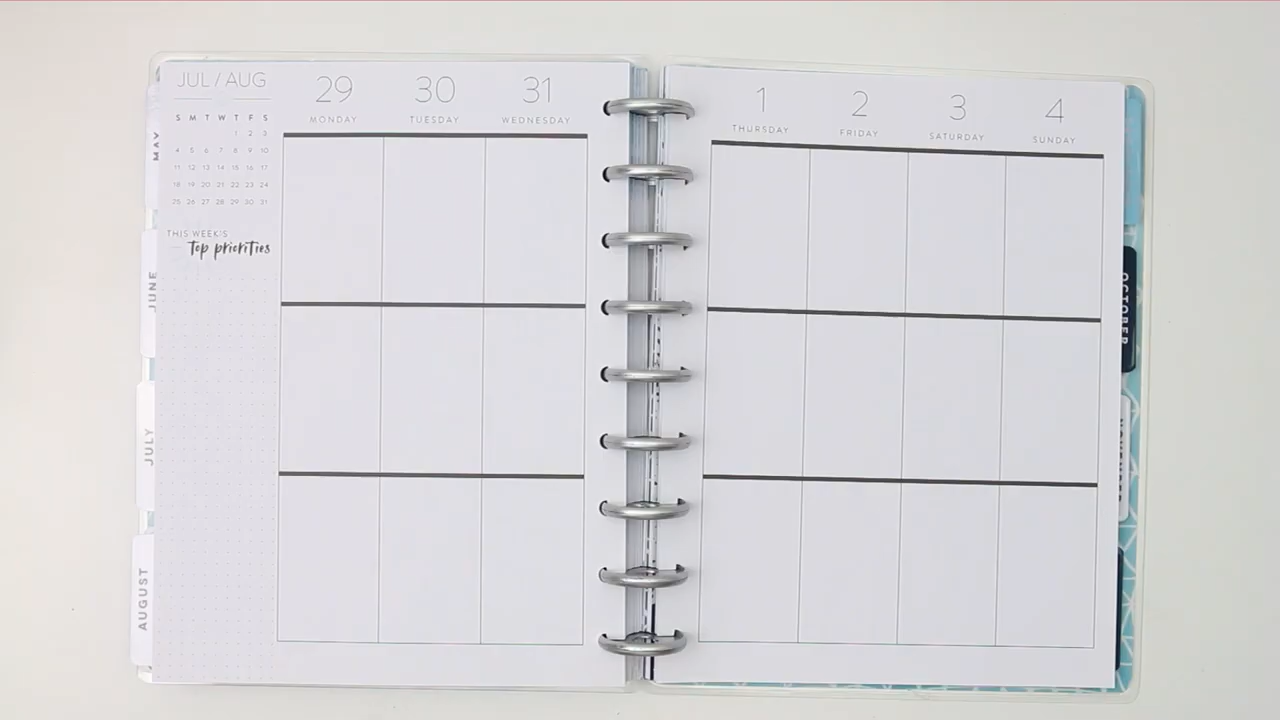 JUL / AUG
S M T W T F S
1 2 3
4 5 6 7 8 9 10
11 12 13 14 15 16 17
18 19 20 21 22 23 24
25 26 27 28 29 30 31
THIS WEEK'S
top priorities
29 30 31
MONDAY TUESDAY WEDNESDAY
1 2 3 4
THURSDAY FRIDAY SATURDAY SUNDAY
MAY
JUNE
JULY
AUGUST
OCTOBER
NOVEMBER